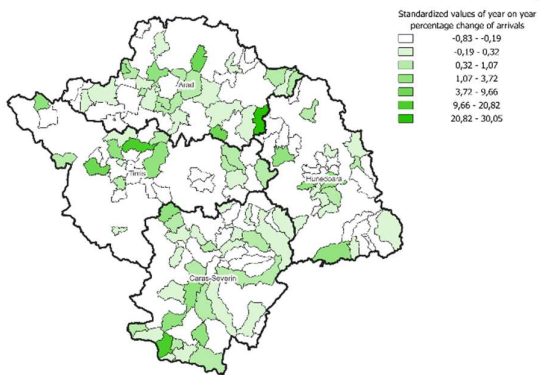 Standardized values of year on year
percentage change of arrivals
-0,83 - -0,19
-0,19 - 0,32
0,32 - 1,07
1,07 - 3,72
3,72 - 9,66
9,66 - 20,82
20,82 - 30,05
Arad
Timis
Hunedoara
Caras-Severin